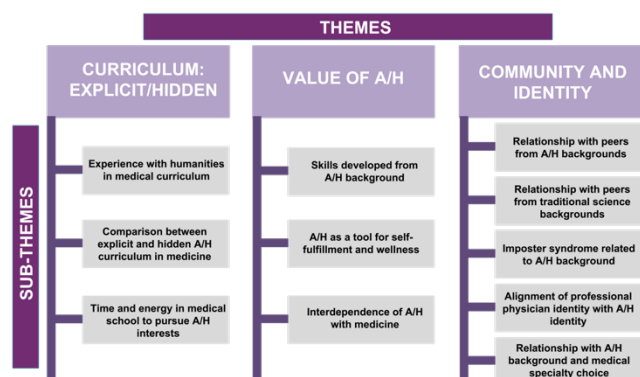 THEMES
CURRICULUM:
EXPLICIT/HIDDEN
VALUE OF A/H
COMMUNITY AND
IDENTITY
SUB-THEMES
Experience with humanities
in medical curriculum
Comparison between
explicit and hidden A/H
curriculum in medicine
Time and energy in medical
school to pursue A/H
interests
Skills developed from
A/H background
A/H as a tool for self-
fulfillment and wellness
Interdependence of A/H
with medicine
Relationship with peers
from A/H backgrounds
Relationship with peers
from traditional science
backgrounds
Imposter syndrome related
to A/H background
Alignment of professional
physician identity with A/H
identity
Relationship with A/H
background and medical
specialty choice